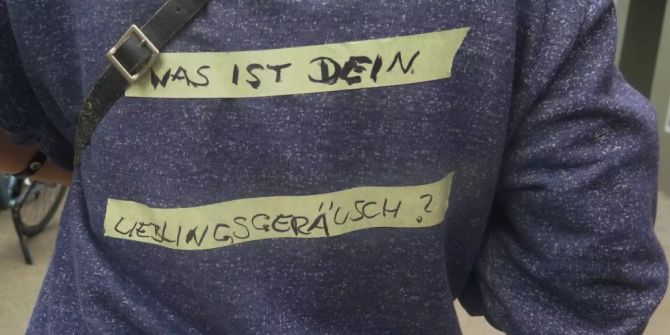 WAS IST DEIN
LIEBLINGSGERÄUSCH?